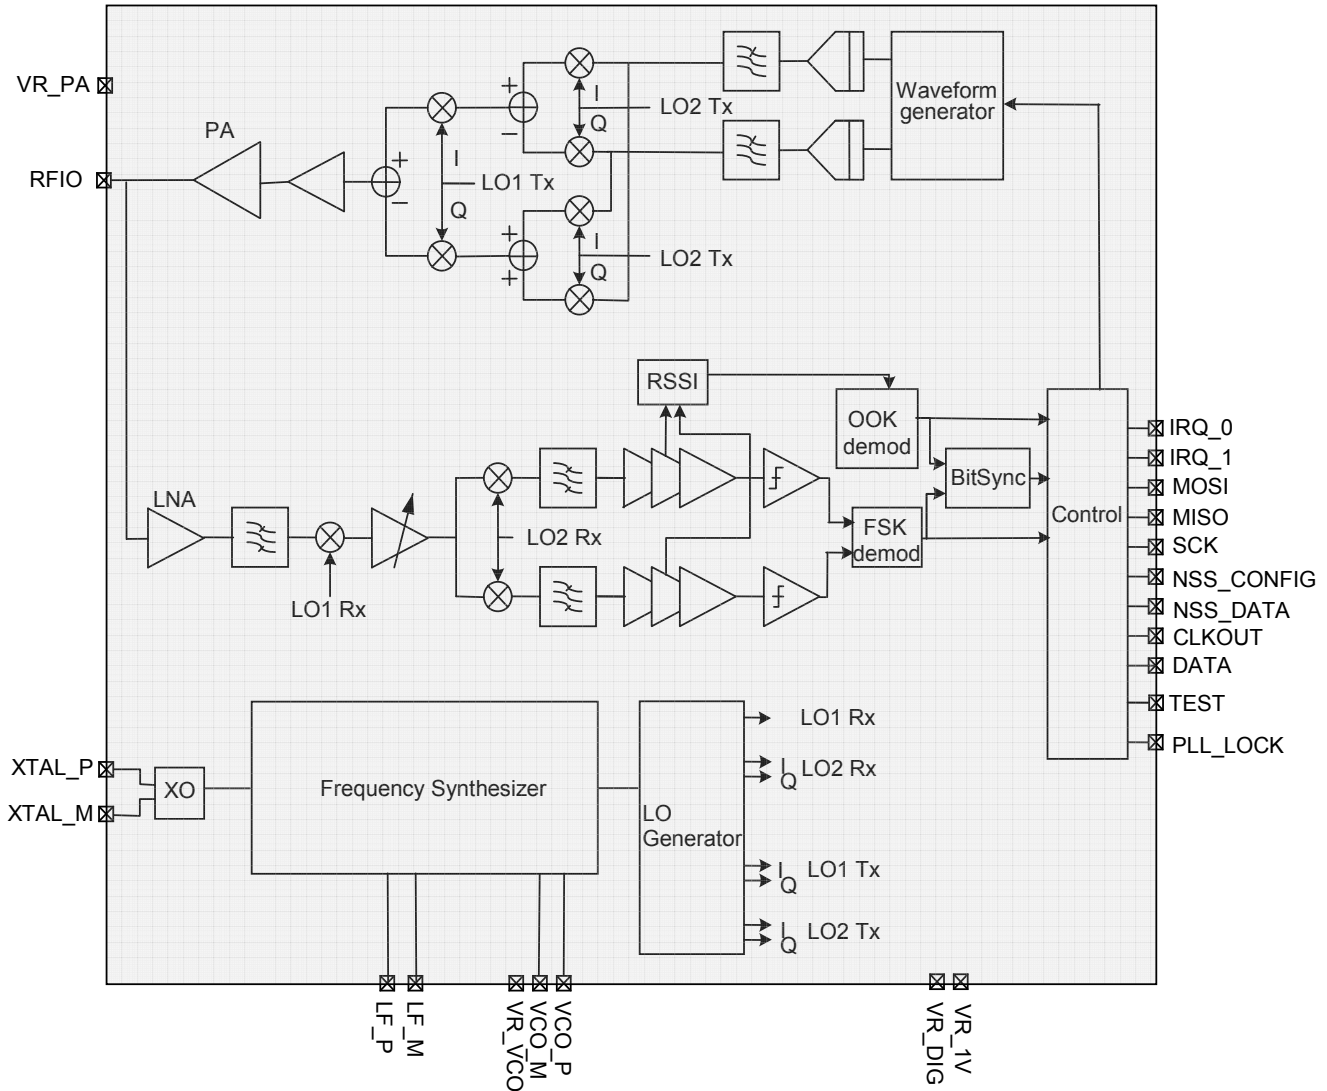 VR_PA
PA
RFIO
+
−
I
LO1 Tx
Q
+
−
I
LO2 Tx
Q
+
+
I
LO2 Tx
Q
Waveform
generator
RSSI
OOK
demod
BitSync
Control
FSK
demod
LNA
LO1 Rx
LO2 Rx
IRQ_0
IRQ_1
MOSI
MISO
SCK
NSS_CONFIG
NSS_DATA
CLKOUT
DATA
TEST
PLL_LOCK
XTAL_P
XTAL_M
XO
Frequency Synthesizer
LO
Generator
LO1 Rx
I
Q
LO2 Rx
I
Q
LO1 Tx
I
Q
LO2 Tx
LF_P
LF_M
VR_VCO
VCO_M
VCO_P
VR_DIG
VR_1V